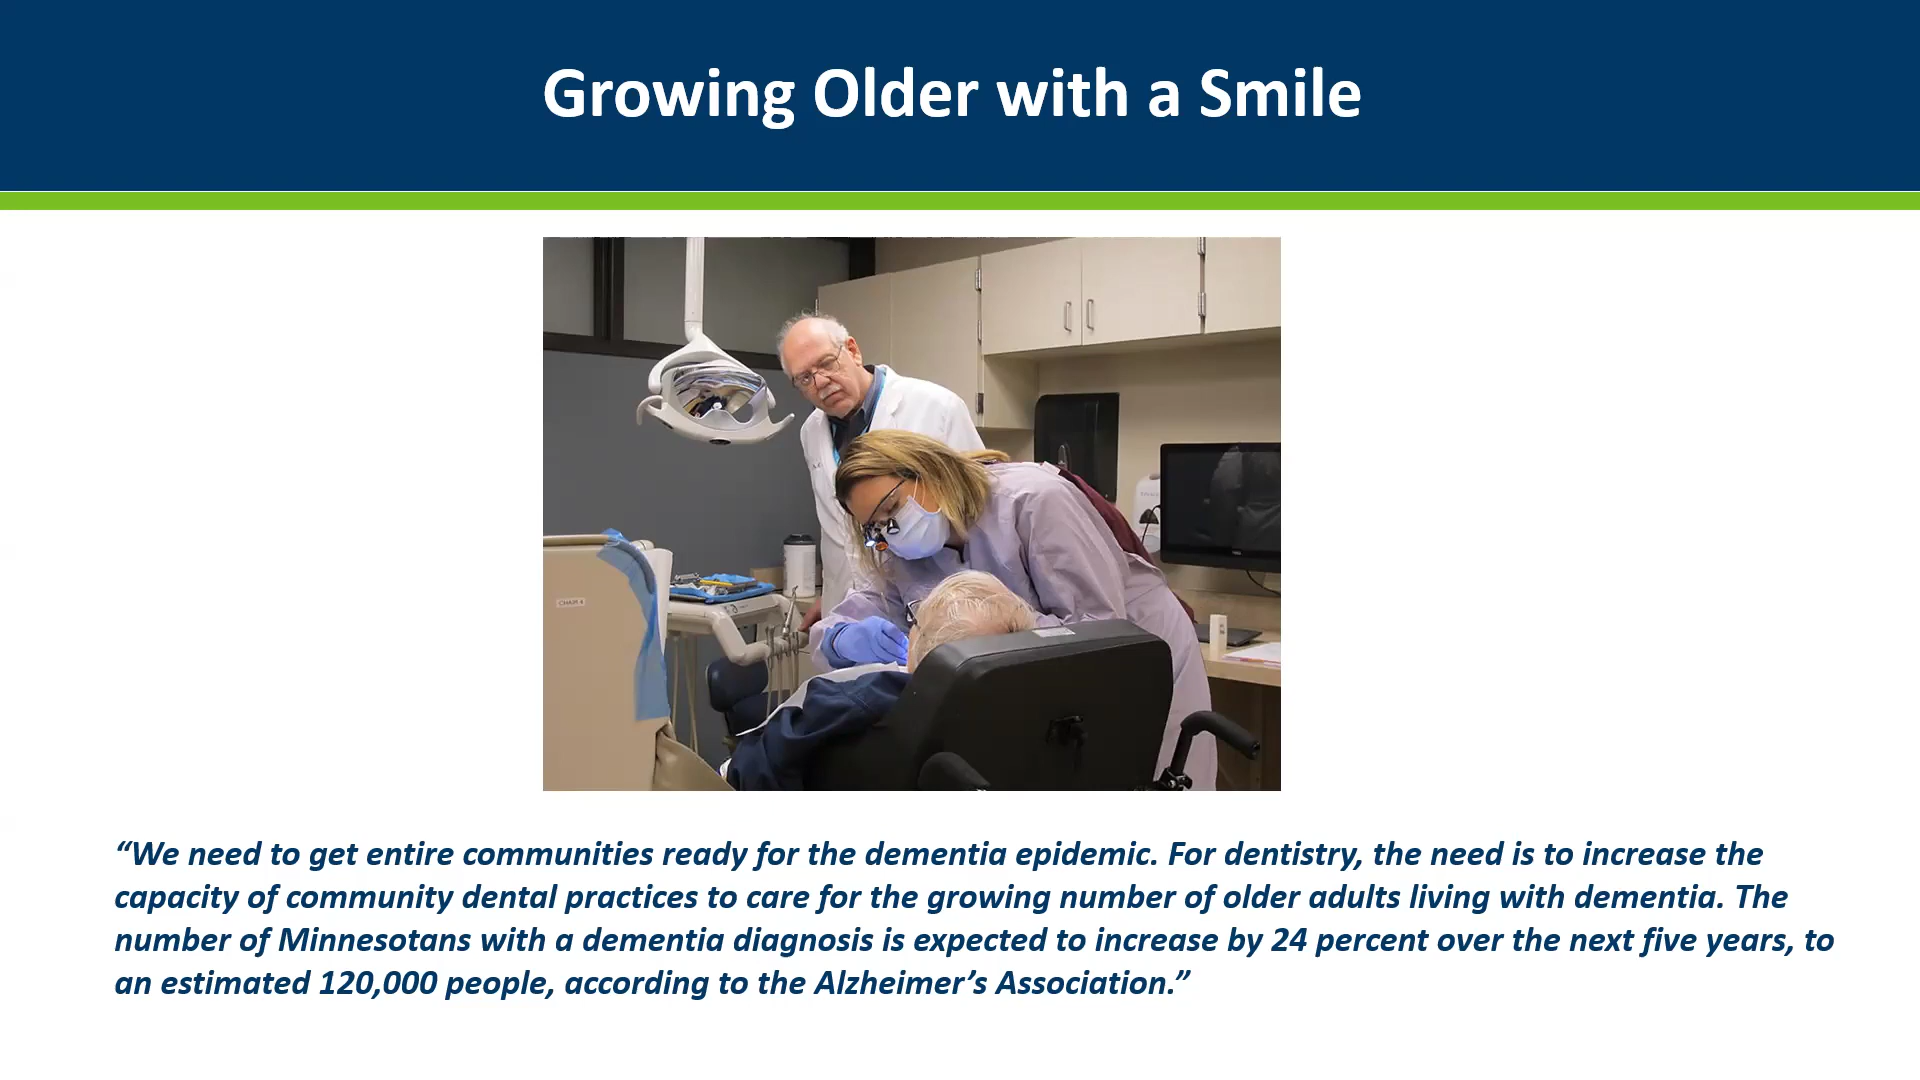 Growing Older with a Smile
CHAIR 4
“We need to get entire communities ready for the dementia epidemic. For dentistry, the need is to increase the
capacity of community dental practices to care for the growing number of older adults living with dementia. The
number of Minnesotans with a dementia diagnosis is expected to increase by 24 percent over the next five years, to
an estimated 120,000 people, according to the Alzheimer’s Association.”